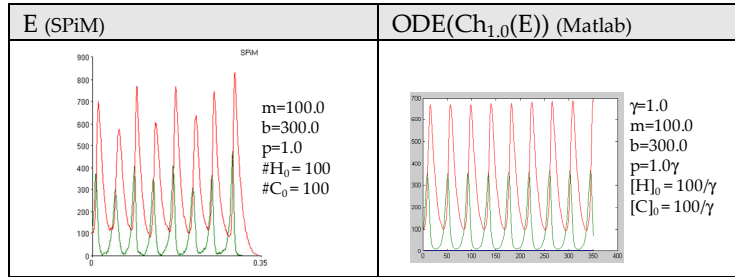 E (SPiM)
ODE(Ch₁.₀(E)) (Matlab)
SPiM
900
800
700
600
500
400
300
200
100
0
0
0.35
m=100.0
b=300.0
p=1.0
#H₀ = 100
#C₀ = 100
700
600
500
400
300
200
100
0
0
50
100
150
200
250
300
350
400
γ=1.0
m=100.0
b=300.0
p=1.0γ
[H]₀ = 100/γ
[C]₀ = 100/γ